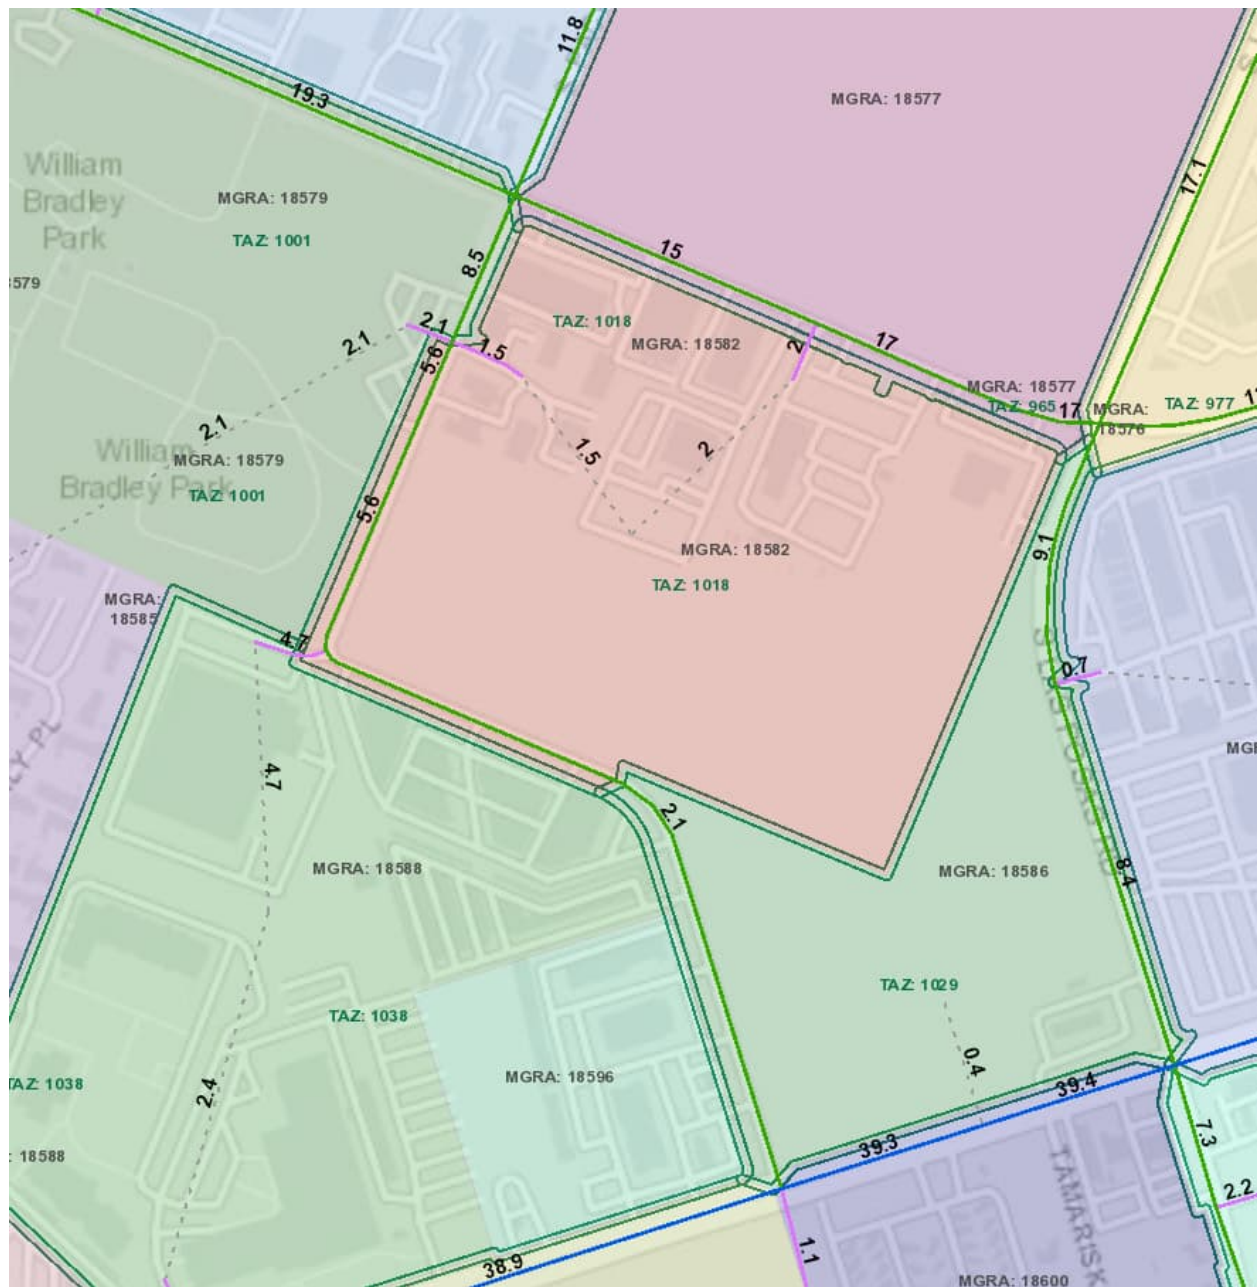 11.8
19.3
MGRA: 18577
William
Bradley
Park
MGRA: 18579
TAZ: 1001
17.1
15
8.5
:579
TAZ: 1018
2.1
2.1
1.5
5.6
MGRA: 18582
2
17
MGRA: 18577
TAZ: 965
17
MGRA:
18576
TAZ: 977
2.1
William
Bradley Park
MGRA: 18579
TAZ: 1001
1.5
2
5.6
9.1
MGRA: 18582
TAZ: 1018
MGRA:
18585
4.7
0.7
S LAS POSAS RD
4.7
2.1
MGRA: 18588
MGRA: 18586
8.4
TAZ: 1029
TAZ: 1038
0.4
MGRA: 18596
TAZ: 1038
2.4
39.4
39.3
7.3
: 18588
TAMARISK
2.2
1.1
38.9
MGRA: 18600